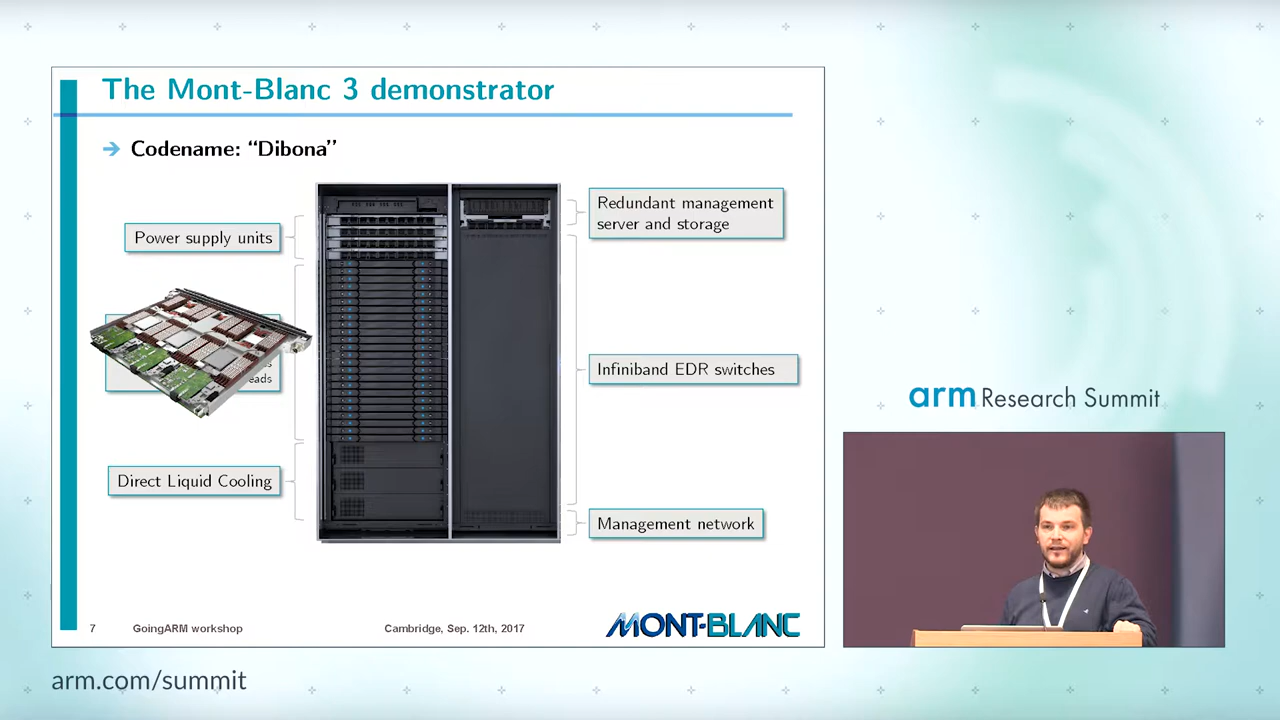 The Mont-Blanc 3 demonstrator
Codename: “Dibona”
Power supply units
Direct Liquid Cooling
Redundant management
server and storage
Infiniband EDR switches
Management network
7
GoingARM workshop
Cambridge, Sep. 12th, 2017
MONT-BLANC
arm Research Summit
arm.com/summit